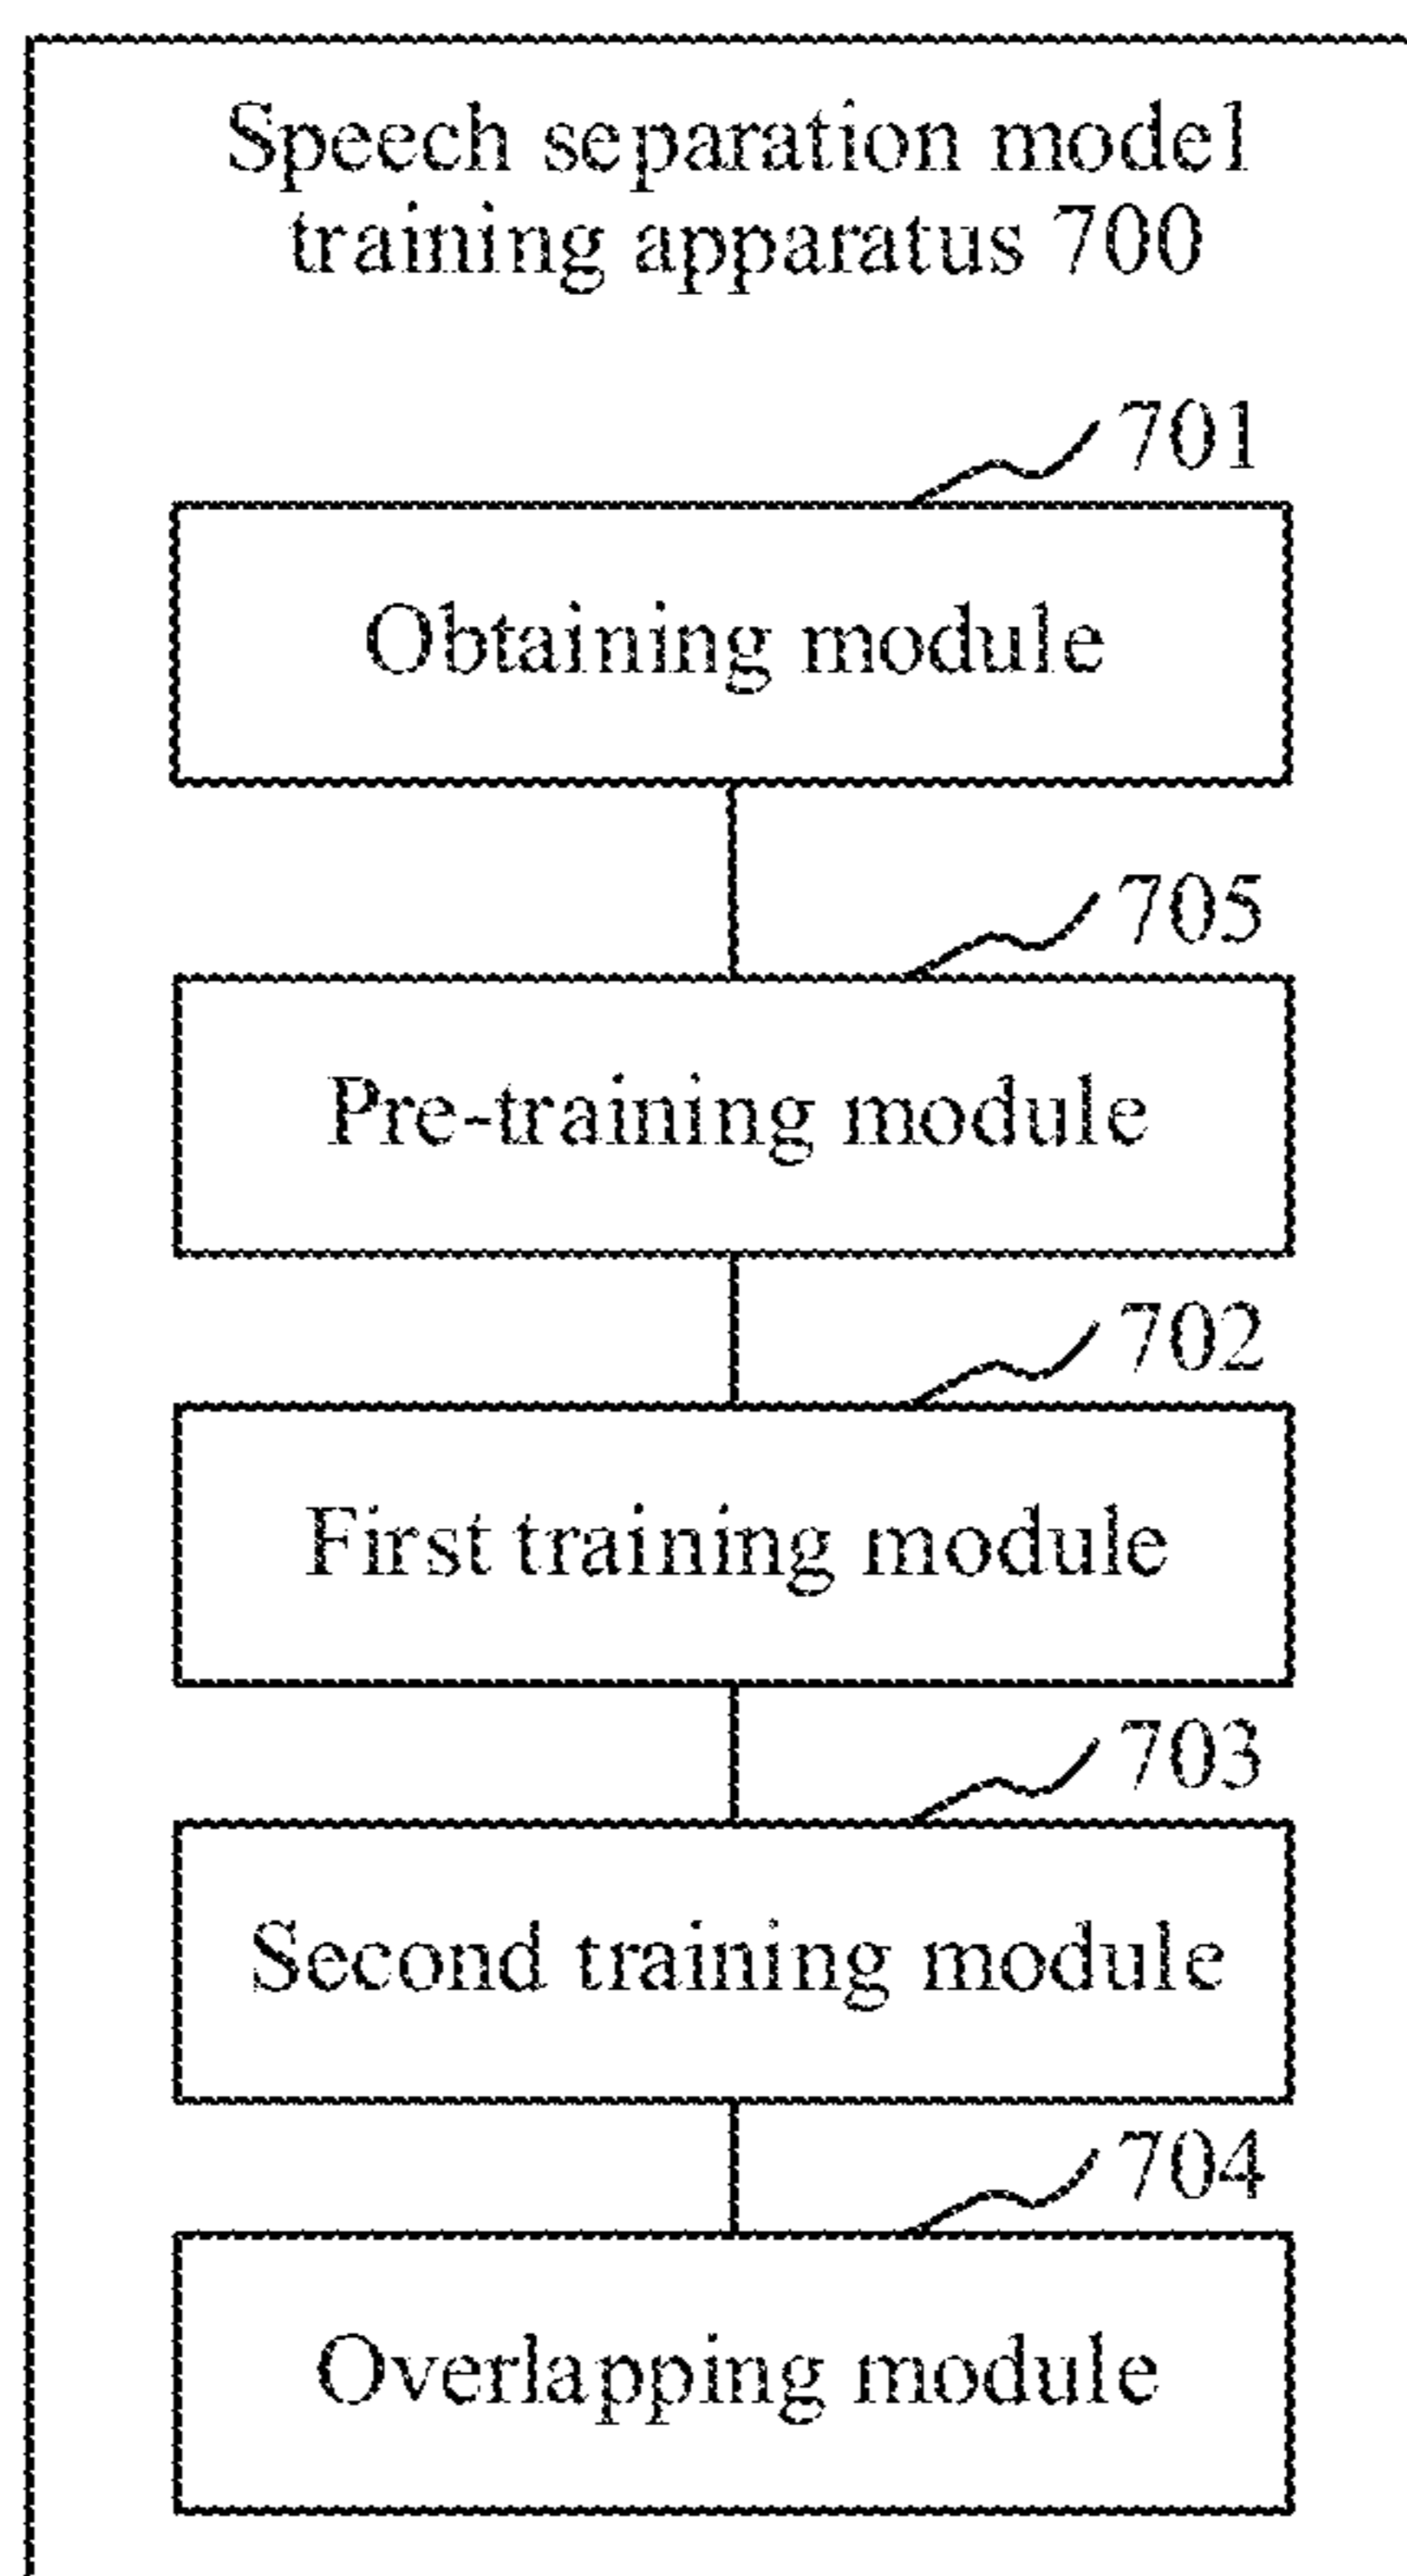 Speech separation model
training apparatus 700
701
Obtaining module
705
Pre-training module
702
First training module
703
Second training module
704
Overlapping module